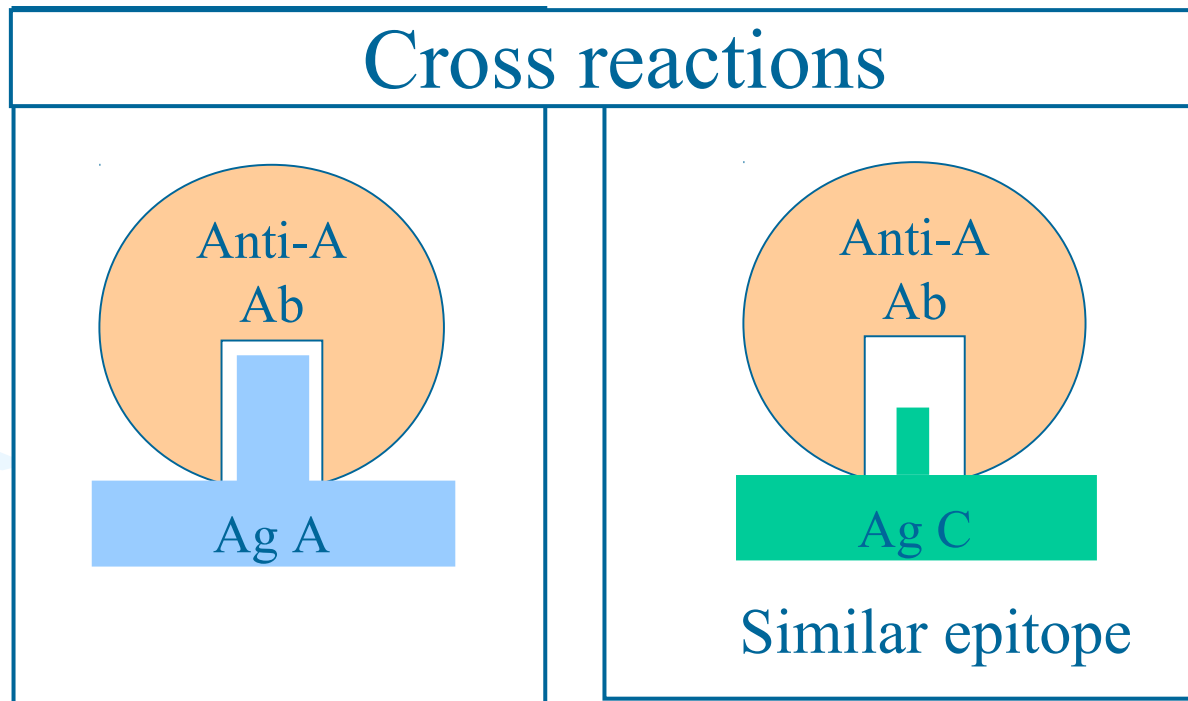 Cross reactions
Anti-A
Ab
Ag A
Anti-A
Ab
Ag C
Similar epitope